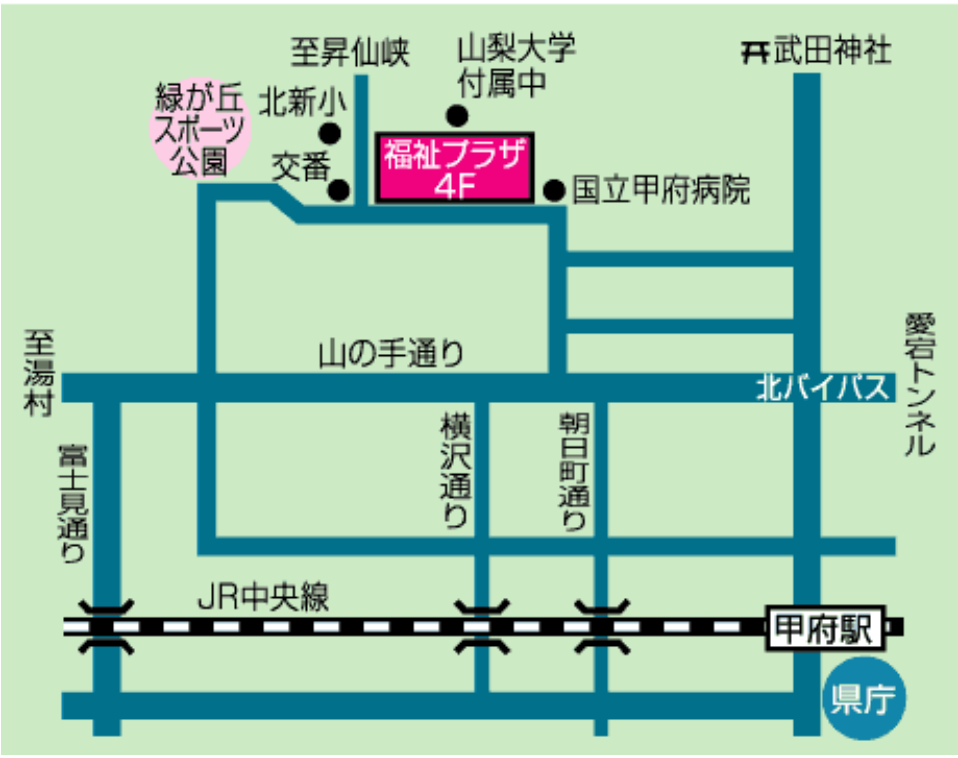 至昇仙峡
山梨大学
付属中
武田神社
緑が丘
スポーツ
公園
北新小
交番
福祉プラザ
4F
国立甲府病院
至湯村
山の手通り
北バイパス
愛宕トンネル
富士見通り
横沢通り
朝日町通り
JR中央線
甲府駅
県庁